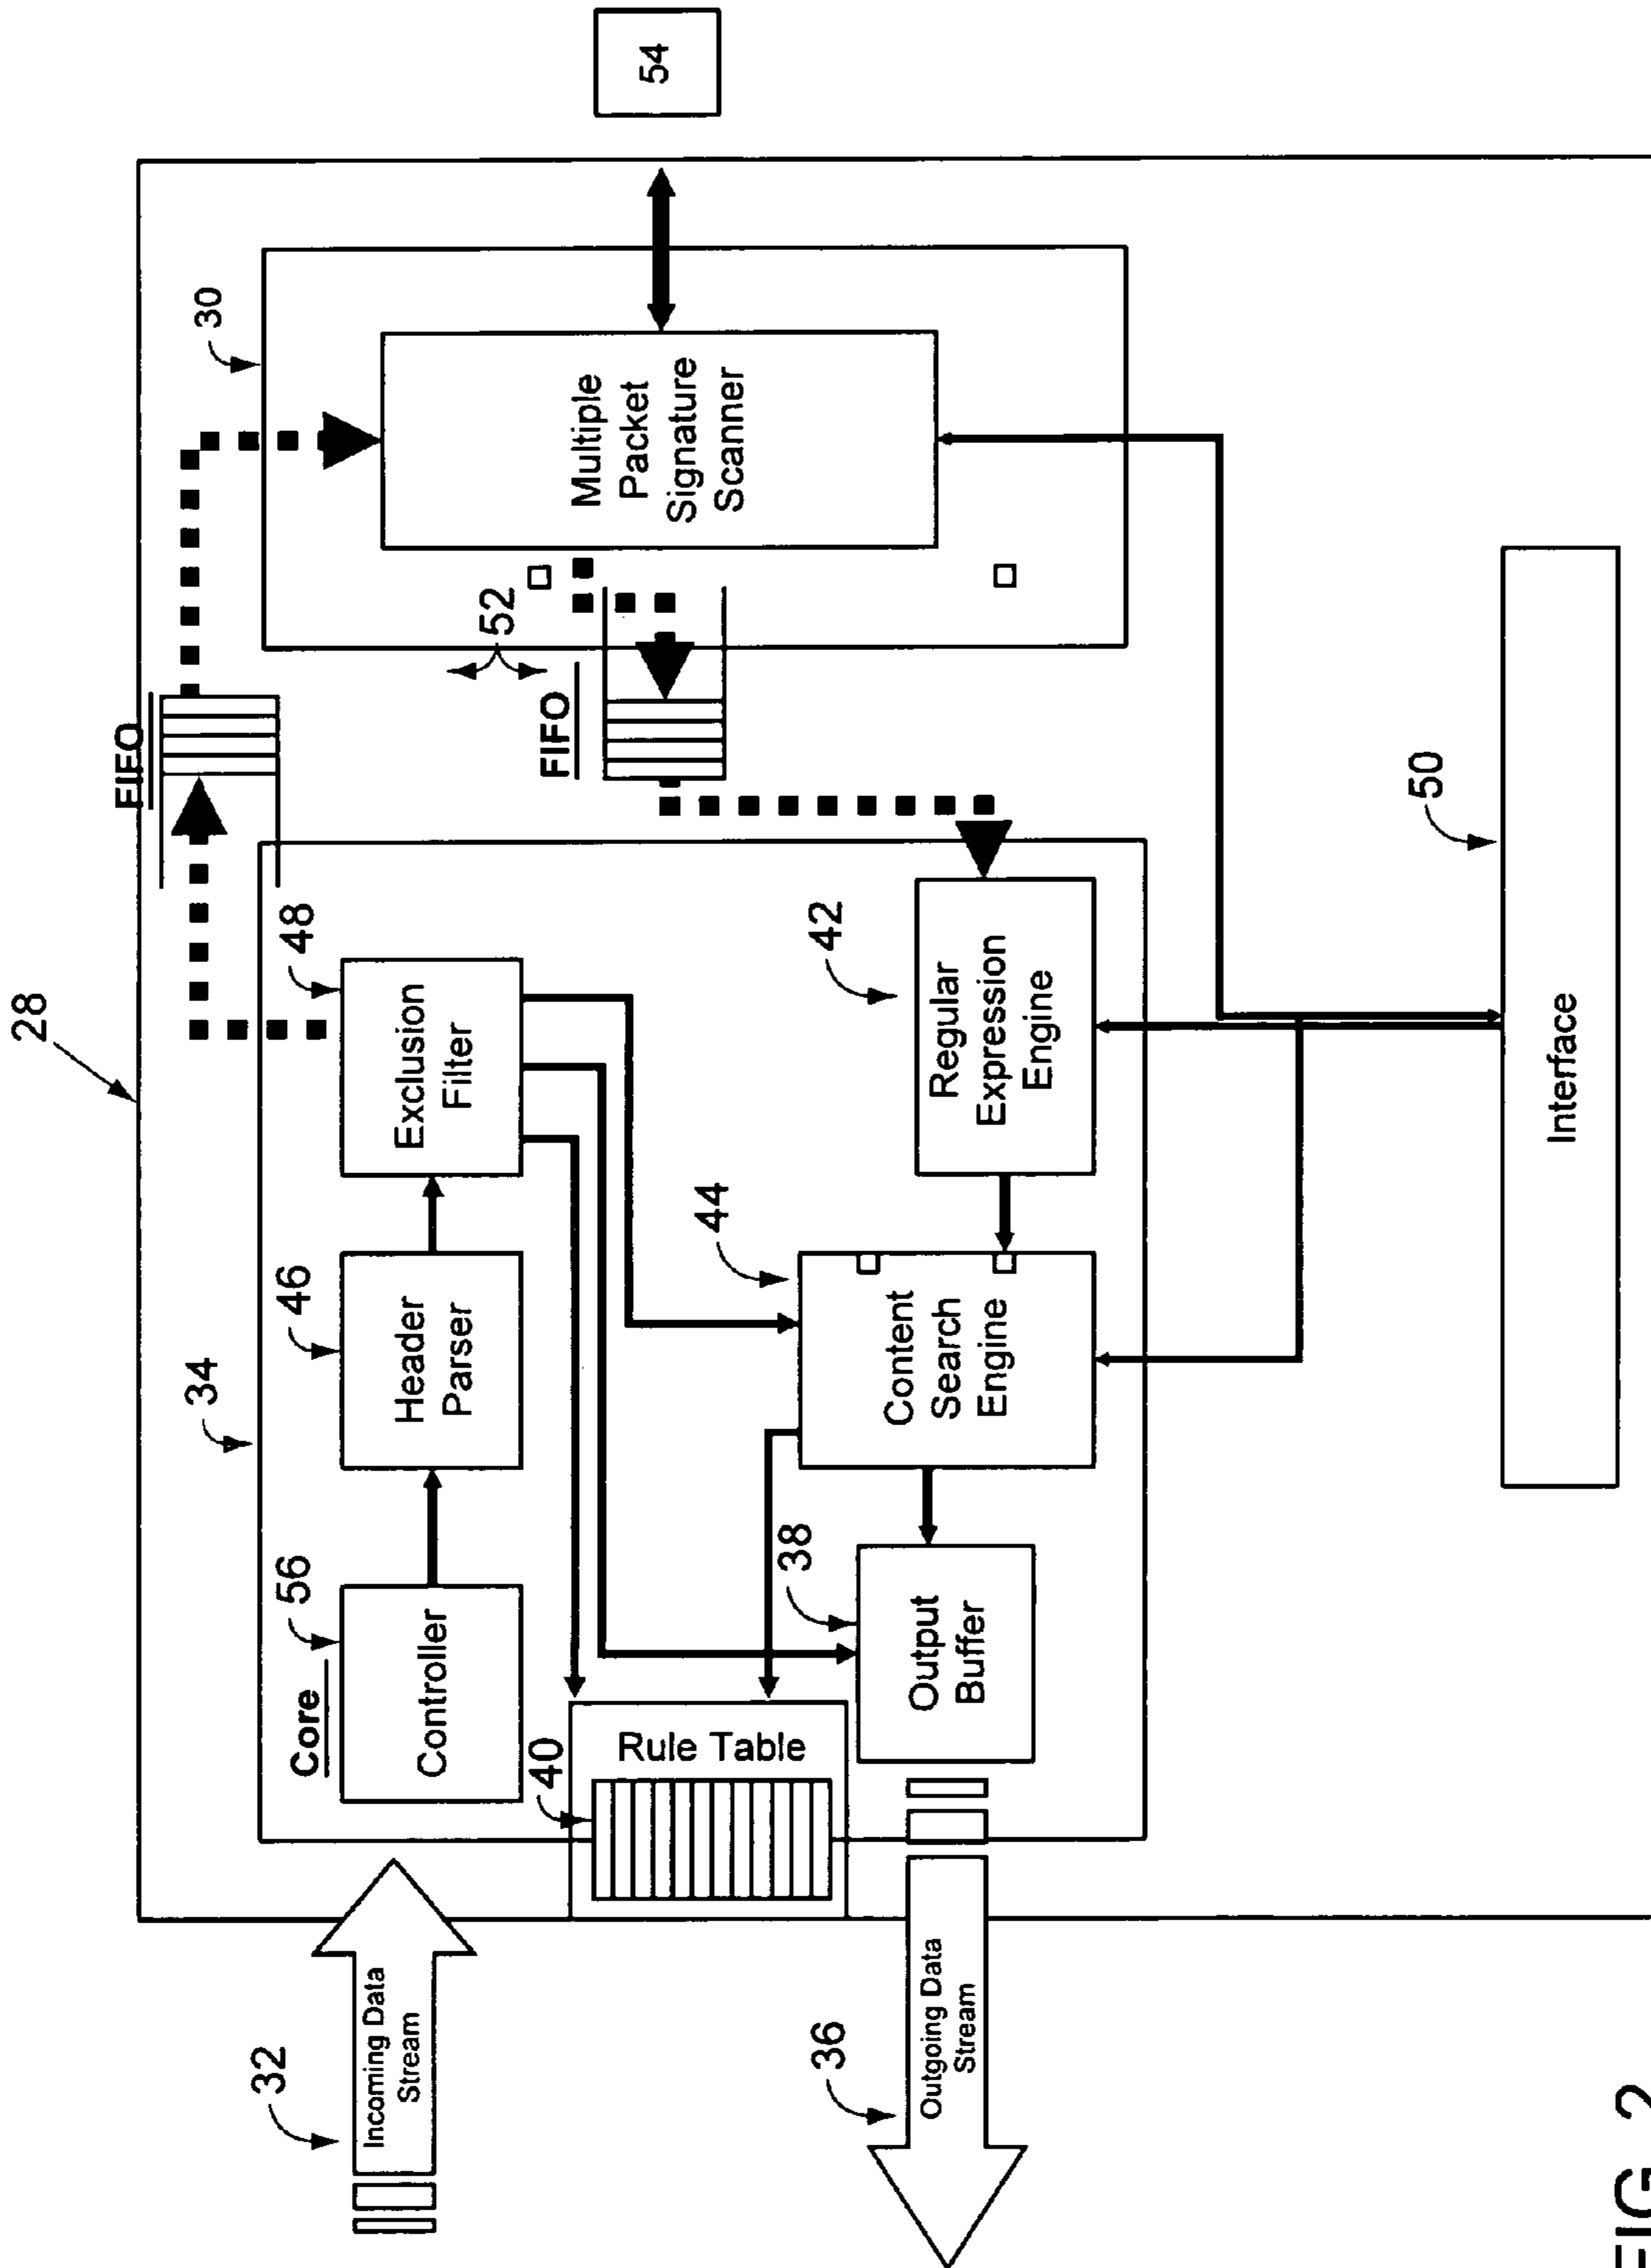 28
34
30
32
Incoming Data
Stream
Core
56
Controller
46
Header
Parser
48
Exclusion
Filter
FIFO
52
FIFO
Multiple
Packet
Signature
Scanner
54
40
Rule Table
38
Output
Buffer
44
Content
Search
Engine
42
Regular
Expression
Engine
36
Outgoing Data
Stream
50
Interface
FIG. 2